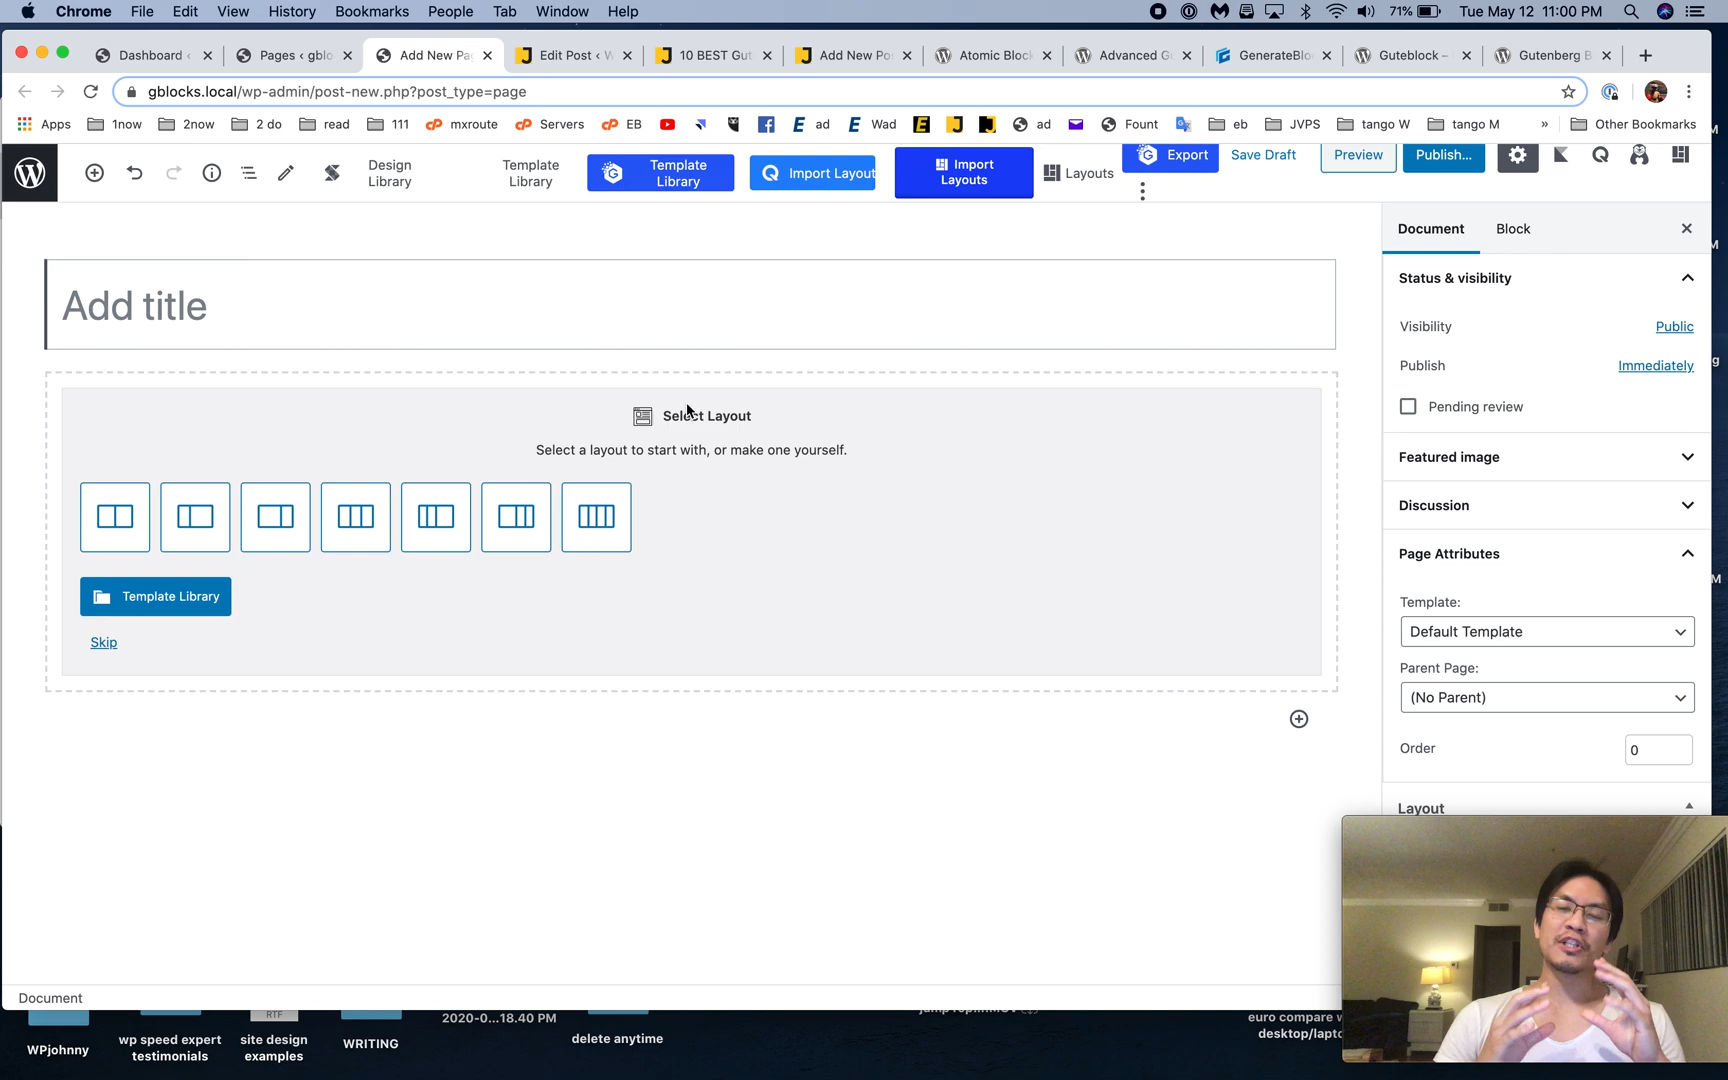 Chrome File Edit View History Bookmarks People Tab Window Help 71% Tue May 12 11:00 PM
Dashboard ‹ Pages ‹ gblo Add New Pa Edit Post ‹ W 10 BEST Gut Add New Po Atomic Block Advanced G GenerateBlo Guteblock – Gutenberg B
gblocks.local/wp-admin/post-new.php?post_type=page
Apps 1now 2now 2 do read 111 mxroute Servers EB ad Wad ad Fount eb JVPS tango W tango M » Other Bookmarks
Design Library
Template Library
Template Library
Import Layout
Import Layouts
Layouts
Export
Save Draft
Preview
Publish...
Document Block
Add title
Status & visibility
Visibility Public
Publish Immediately
Pending review
Featured image
Discussion
Page Attributes
Template:
Default Template
Parent Page:
(No Parent)
Order 0
Layout
Select Layout
Select a layout to start with, or make one yourself.
Template Library
Skip
Document
WPjohnny
wp speed expert testimonials
RTF
site design examples
WRITING
2020-0...18.40 PM
delete anytime
euro compare
desktop/lapt